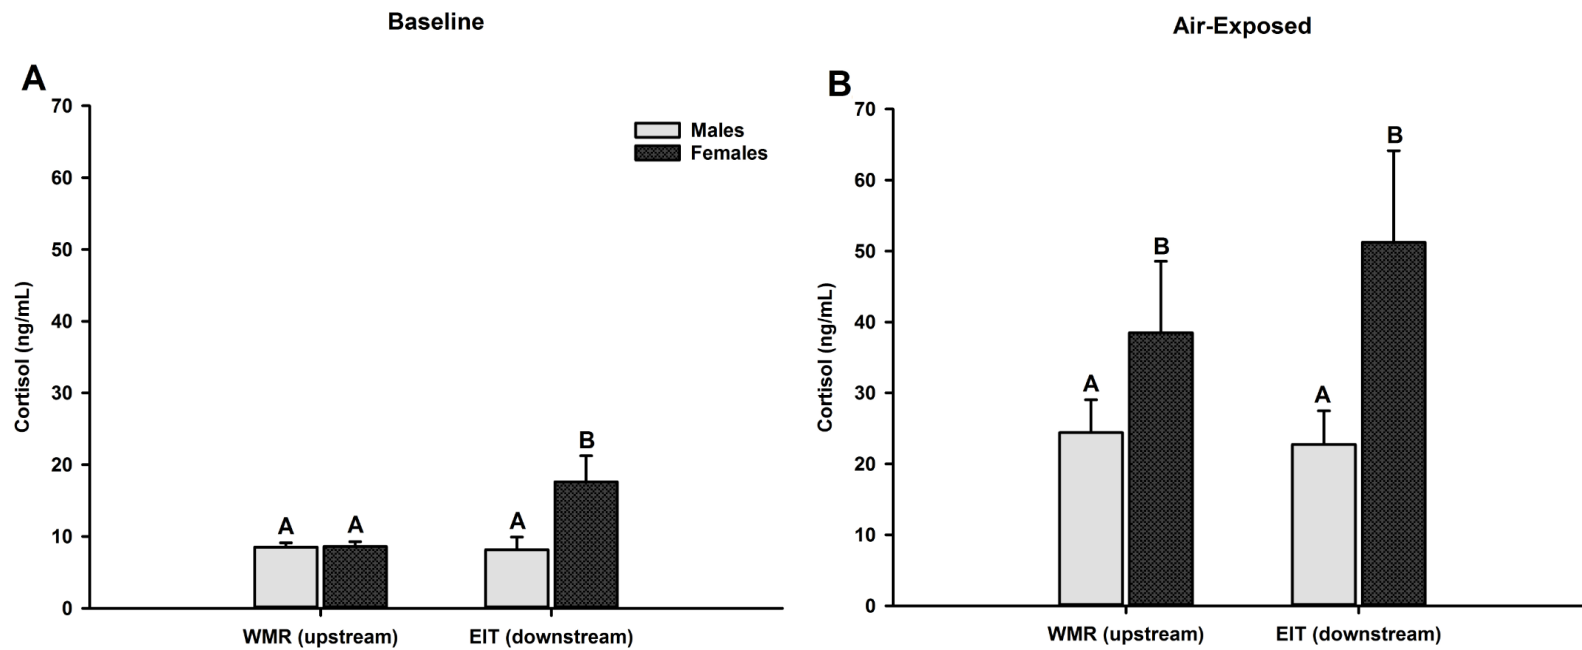 Baseline
A
70
60
50
40
30
20
10
0
Cortisol (ng/mL)
Males
Females
A
A
A
B
WMR (upstream)
EIT (downstream)
Air-Exposed
B
70
60
50
40
30
20
10
0
Cortisol (ng/mL)
A
B
A
B
WMR (upstream)
EIT (downstream)